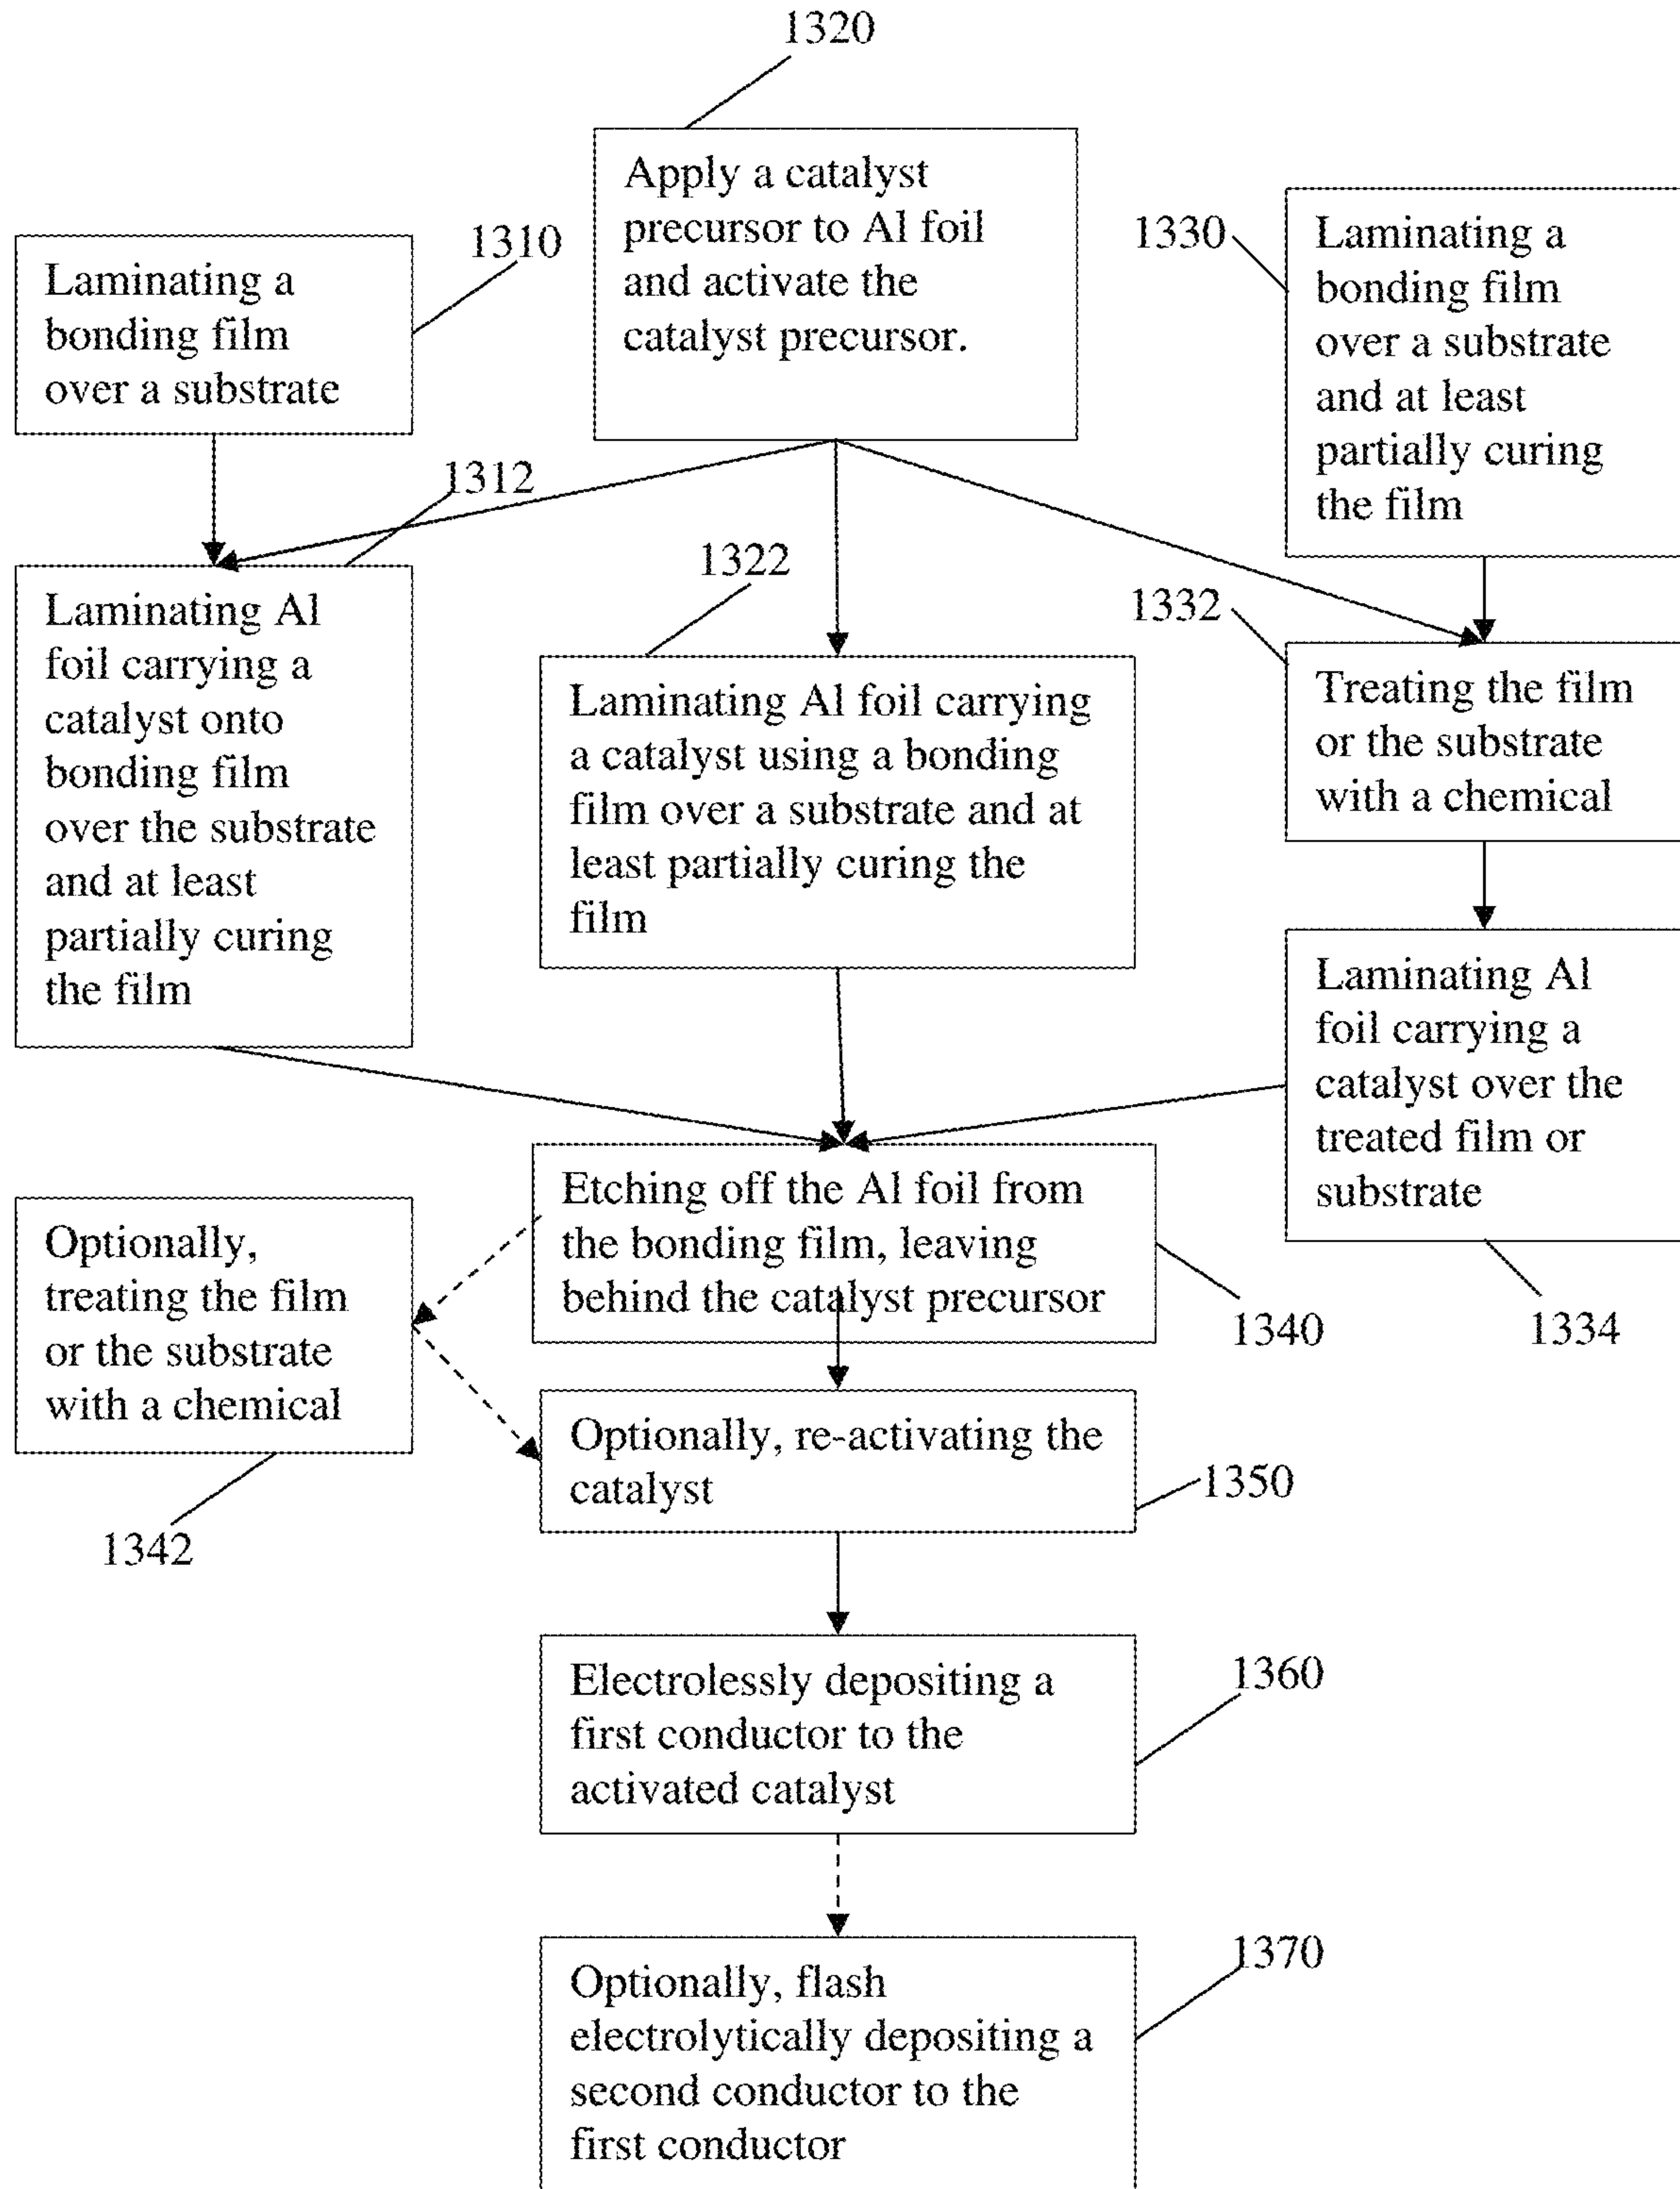 1320
Apply a catalyst
precursor to Al foil
and activate the
catalyst precursor.
1310
Laminating a
bonding film
over a substrate
1330
Laminating a
bonding film
over a substrate
and at least
partially curing
the film
1312
Laminating Al
foil carrying a
catalyst onto
bonding film
over the substrate
and at least
partially curing
the film
1322
Laminating Al foil carrying
a catalyst using a bonding
film over a substrate and at
least partially curing the
film
1332
Treating the film
or the substrate
with a chemical
Laminating Al
foil carrying a
catalyst over the
treated film or
substrate
1334
Etching off the Al foil from
the bonding film, leaving
behind the catalyst precursor
1340
Optionally,
treating the film
or the substrate
with a chemical
1342
Optionally, re-activating the
catalyst
1350
Electrolessly depositing a
first conductor to the
activated catalyst
1360
Optionally, flash
electrolytically depositing a
second conductor to the
first conductor
1370